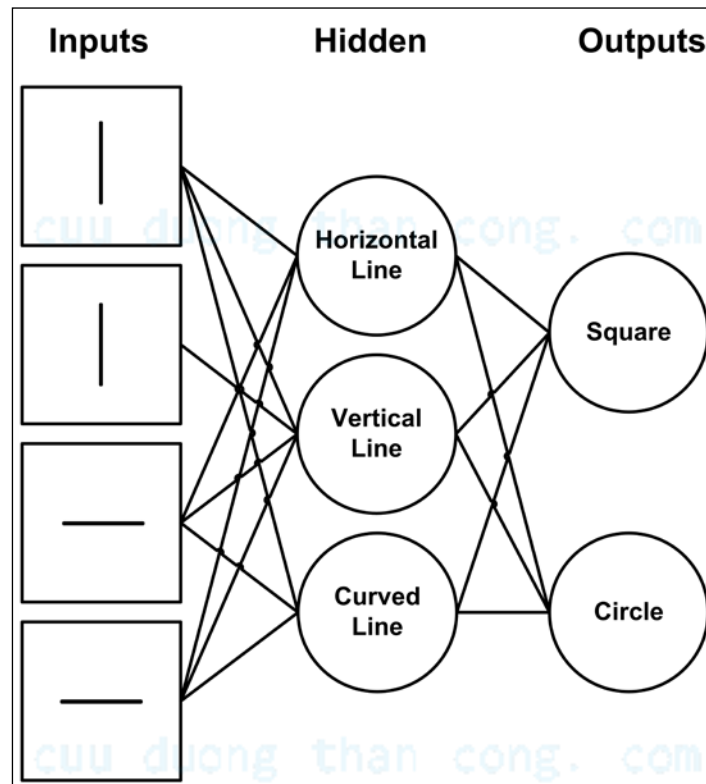 Inputs Hidden Outputs
cuu duong than cong. com
Horizontal
Line
Square
Vertical
Line
Curved
Line
Circle
cuu duong than cong. com